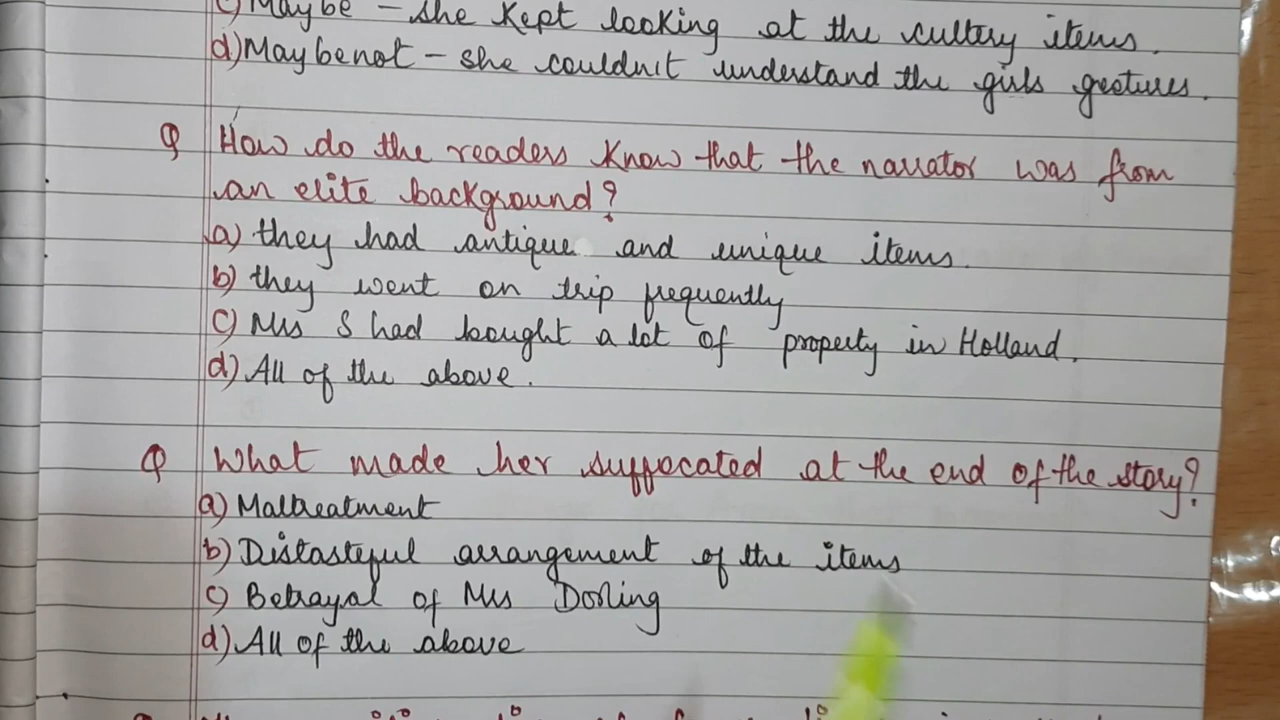 c) Maybe – she kept looking at the cultery items.
d) Maybe not – she couldn't understand the girls gestures.
Q How do the readers know that the narrator was from
an elite background?
a) they had antique and unique items.
b) they went on trip frequently
c) Mrs S had bought a lot of property in Holland.
d) All of the above.
Q What made her suffocated at the end of the story?
a) Maltreatment
b) Distasteful arrangement of the items
c) Betrayal of Mrs Dorling
d) All of the above